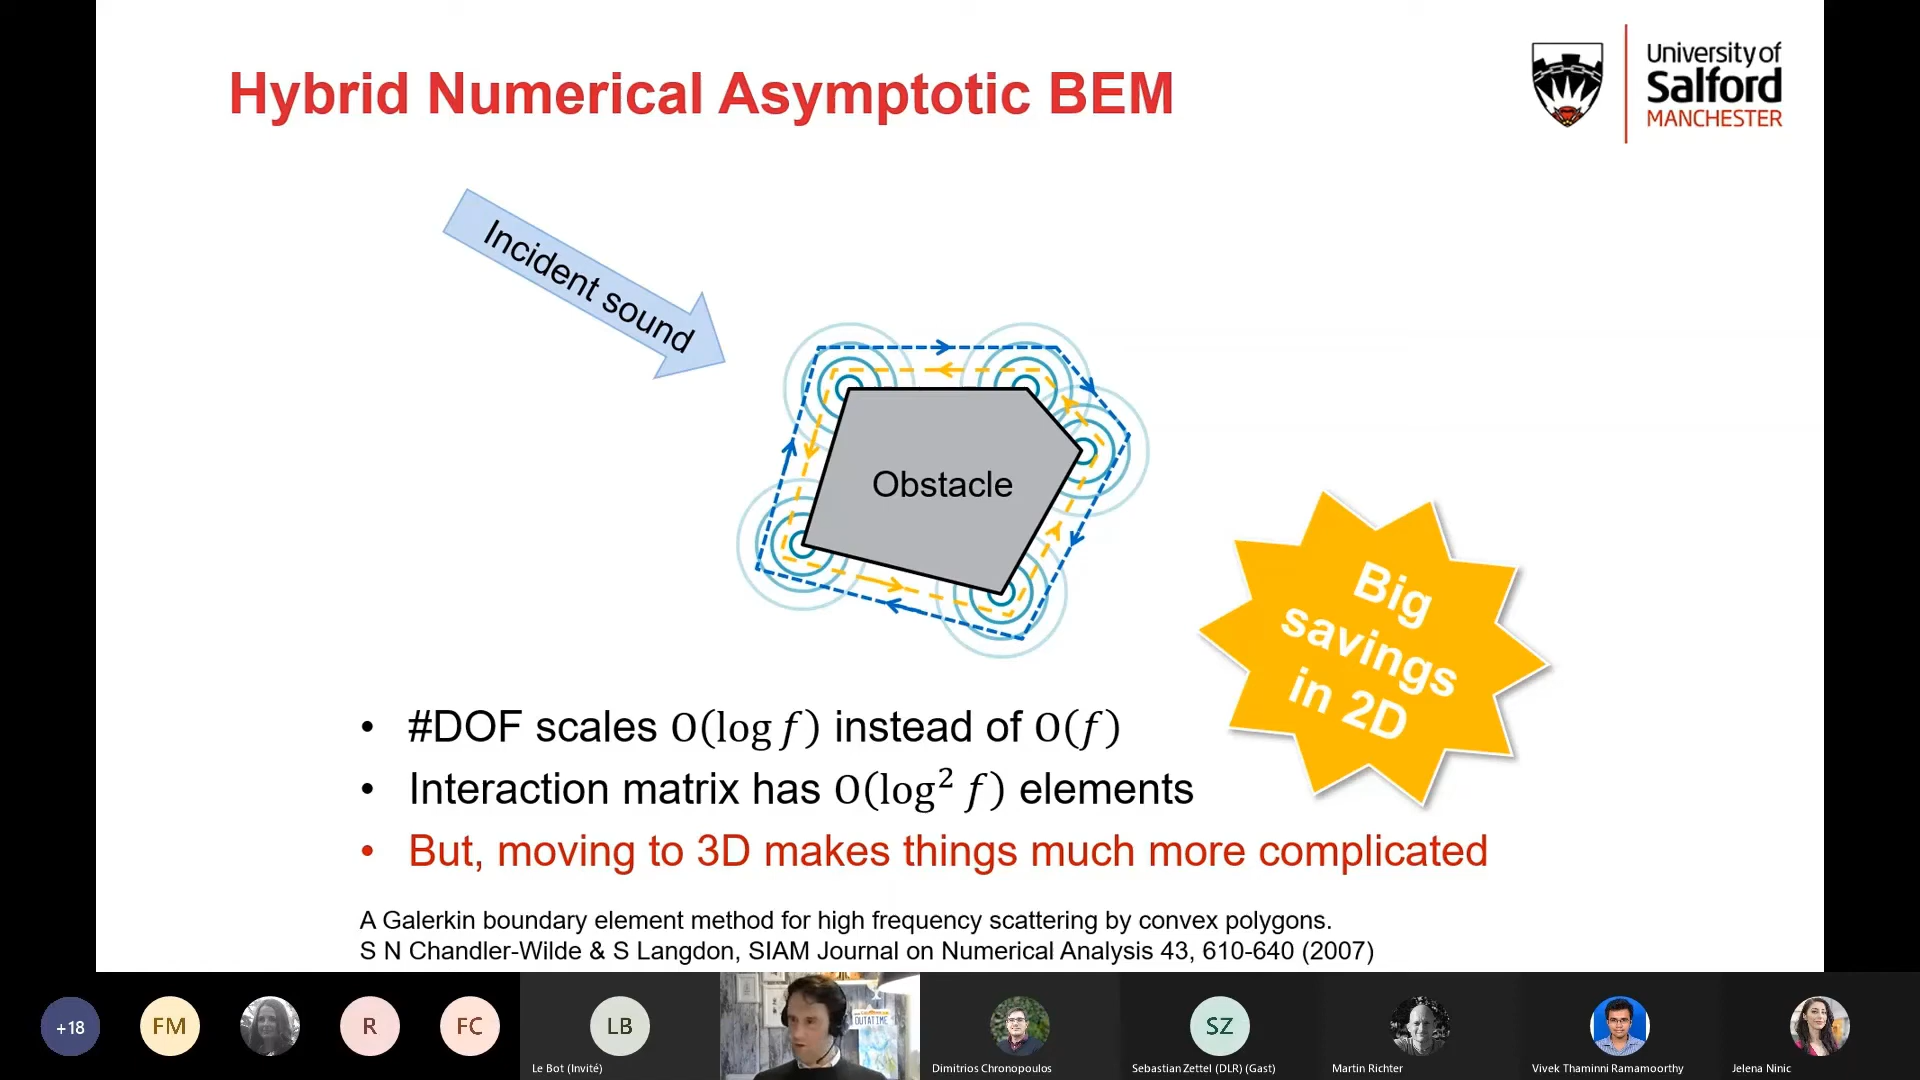 Hybrid Numerical Asymptotic BEM
University of
Salford
MANCHESTER
Incident sound
Obstacle
Big
savings
in 2D
• #DOF scales O(log f) instead of O(f)
• Interaction matrix has O(log² f) elements
• But, moving to 3D makes things much more complicated
A Galerkin boundary element method for high frequency scattering by convex polygons.
S N Chandler-Wilde & S Langdon, SIAM Journal on Numerical Analysis 43, 610-640 (2007)
+18
FM
R
FC
LB
Le Bot (Invité)
OUTATIME
Dimitrios Chronopoulos
SZ
Sebastian Zettel (DLR) (Gast)
Martin Richter
Vivek Thaminni Ramamoorthy
Jelena Ninic